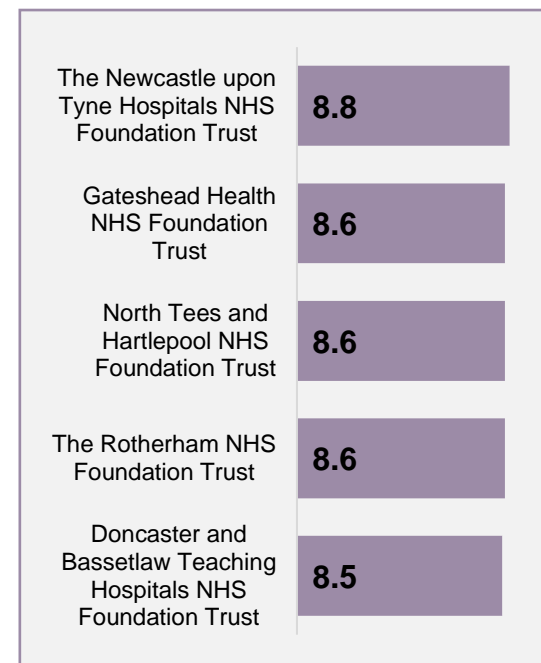 The Newcastle upon
Tyne Hospitals NHS
Foundation Trust
8.8
Gateshead Health
NHS Foundation
Trust
8.6
North Tees and
Hartlepool NHS
Foundation Trust
8.6
The Rotherham NHS
Foundation Trust
8.6
Doncaster and
Bassetlaw Teaching
Hospitals NHS
Foundation Trust
8.5